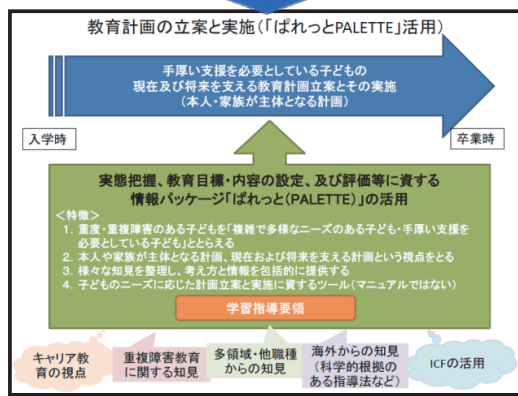 教育計画の立案と実施(「ぱれっとPALETTE」活用)
手厚い支援を必要としている子どもの
現在及び将来を支える教育計画立案とその実施
(本人・家族が主体となる計画)
入学時
卒業時
実態把握、教育目標・内容の設定、及び評価等に資する
情報パッケージ「ぱれっと(PALETTE)」の活用
＜特徴＞
1. 重度・重複障害のある子どもを「複雑で多様なニーズのある子ども・手厚い支援を
必要としている子ども」ととらえる
2. 本人や家族が主体となる計画、現在および将来を支える計画という視点をとる
3. 様々な知見を整理し、考え方と情報を包括的に提供する
4. 子どものニーズに応じた計画立案と実施に資するツール(マニュアルではない)
学習指導要領
キャリア教
育の視点
重複障害教育
に関する知見
多領域・他職種
からの知見
海外からの知見
(科学的根拠の
ある指導法など)
ICFの活用